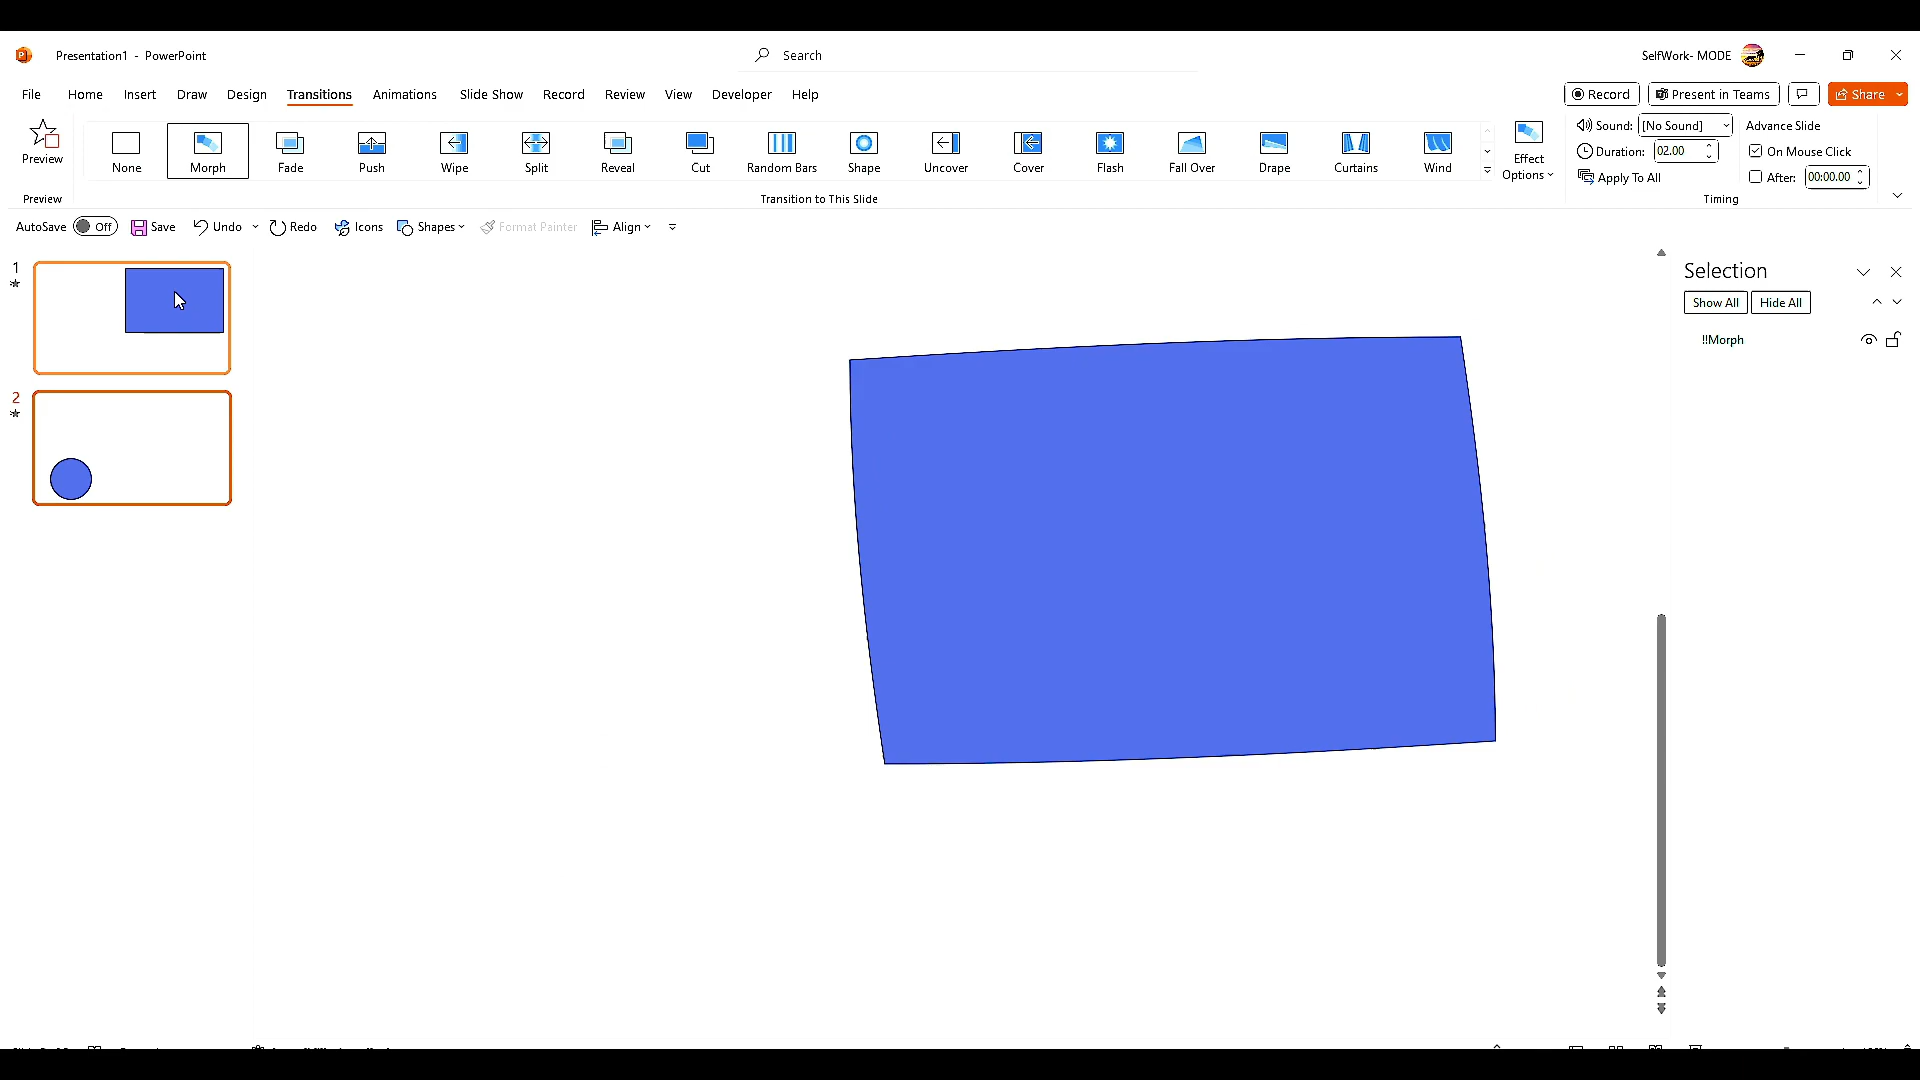 Presentation1 - PowerPoint
Search
SelfWork- MODE
File Home Insert Draw Design Transitions Animations Slide Show Record Review View Developer Help
Record Present in Teams Share
Preview
None Morph Fade Push Wipe Split Reveal Cut Random Bars Shape Uncover Cover Flash Fall Over Drape Curtains Wind
Effect
Options
Sound: [No Sound]
Duration: 02.00
Apply To All
Advance Slide
On Mouse Click
After: 00:00.00
Preview
Transition to This Slide
Timing
AutoSave Off Save Undo Redo Icons Shapes Format Painter Align
1
2
Selection
Show All Hide All
!!Morph